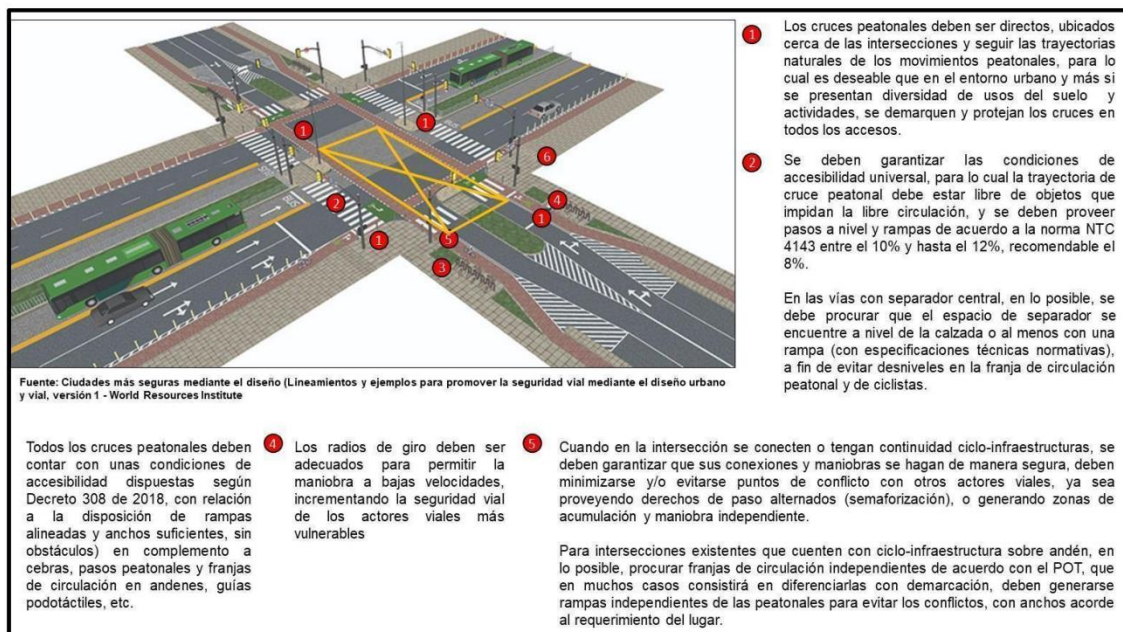 1
Los cruces peatonales deben ser directos, ubicados
cerca de las intersecciones y seguir las trayectorias
naturales de los movimientos peatonales, para lo
cual es deseable que en el entorno urbano y más si
se presentan diversidad de usos del suelo y
actividades, se demarquen y protejan los cruces en
todos los accesos.
2
Se deben garantizar las condiciones de
accesibilidad universal, para lo cual la trayectoria de
cruce peatonal debe estar libre de objetos que
impidan la libre circulación, y se deben proveer
pasos a nivel y rampas de acuerdo a la norma NTC
4143 entre el 10% y hasta el 12%, recomendable el
8%.
En las vías con separador central, en lo posible, se
debe procurar que el espacio de separador se
encuentre a nivel de la calzada o al menos con una
rampa (con especificaciones técnicas normativas),
a fin de evitar desniveles en la franja de circulación
peatonal y de ciclistas.
1
1
6
2
4
1
1
5
3
BUS
Fuente: Ciudades más seguras mediante el diseño (Lineamientos y ejemplos para promover la seguridad vial mediante el diseño urbano
y vial, versión 1 - World Resources Institute
Todos los cruces peatonales deben
contar con unas condiciones de
accesibilidad dispuestas según
Decreto 308 de 2018, con relación
a la disposición de rampas
alineadas y anchos suficientes, sin
obstáculos) en complemento a
cebras, pasos peatonales y franjas
de circulación en andenes, guías
podotáctiles, etc.
4
Los radios de giro deben ser
adecuados para permitir la
maniobra a bajas velocidades,
incrementando la seguridad vial
de los actores viales más
vulnerables
5
Cuando en la intersección se conecten o tengan continuidad ciclo-infraestructuras, se
deben garantizar que sus conexiones y maniobras se hagan de manera segura, deben
minimizarse y/o evitarse puntos de conflicto con otros actores viales, ya sea
proveyendo derechos de paso alternados (semaforización), o generando zonas de
acumulación y maniobra independiente.
Para intersecciones existentes que cuenten con ciclo-infraestructura sobre andén, en
lo posible, procurar franjas de circulación independientes de acuerdo con el POT, que
en muchos casos consistirá en diferenciarlas con demarcación, deben generarse
rampas independientes de las peatonales para evitar los conflictos, con anchos acorde
al requerimiento del lugar.